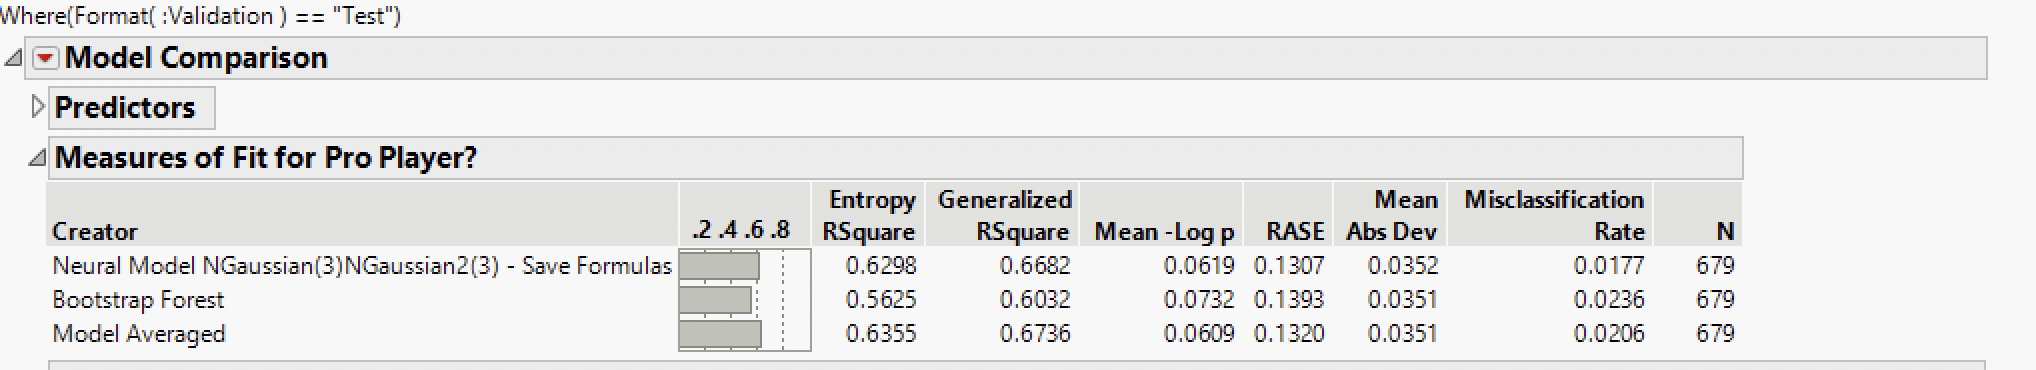 Where(Format( :Validation ) == "Test")
Model Comparison
Predictors
Measures of Fit for Pro Player?
Entropy Generalized Mean Misclassification
Creator .2 .4 .6 .8 RSquare RSquare Mean -Log p RASE Abs Dev Rate N
Neural Model NGaussian(3)NGaussian2(3) - Save Formulas 0.6298 0.6682 0.0619 0.1307 0.0352 0.0177 679
Bootstrap Forest 0.5625 0.6032 0.0732 0.1393 0.0351 0.0236 679
Model Averaged 0.6355 0.6736 0.0609 0.1320 0.0351 0.0206 679